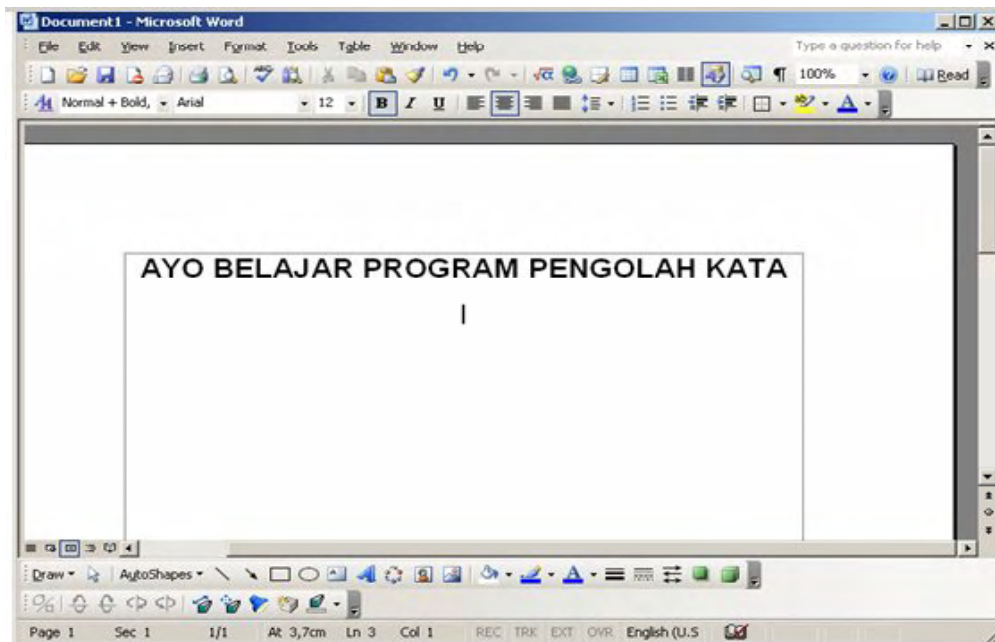 Document1 - Microsoft Word
File Edit View Insert Format Tools Table Window Help Type a question for help
100% Read
Normal + Bold, Arial 12 B I U A
AYO BELAJAR PROGRAM PENGOLAH KATA
Draw AutoShapes A
Page 1 Sec 1 1/1 At 3,7cm Ln 3 Col 1 REC TRK EXT OVR English (U.S